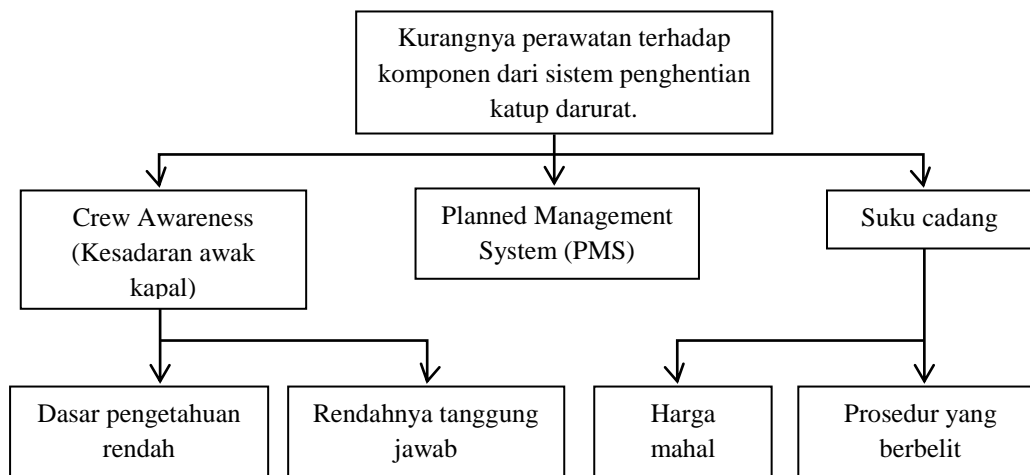 Kurangnya perawatan terhadap
komponen dari sistem penghentian
katup darurat.
Crew Awareness
(Kesadaran awak
kapal)
Planned Management
System (PMS)
Suku cadang
Dasar pengetahuan
rendah
Rendahnya tanggung
jawab
Harga
mahal
Prosedur yang
berbelit